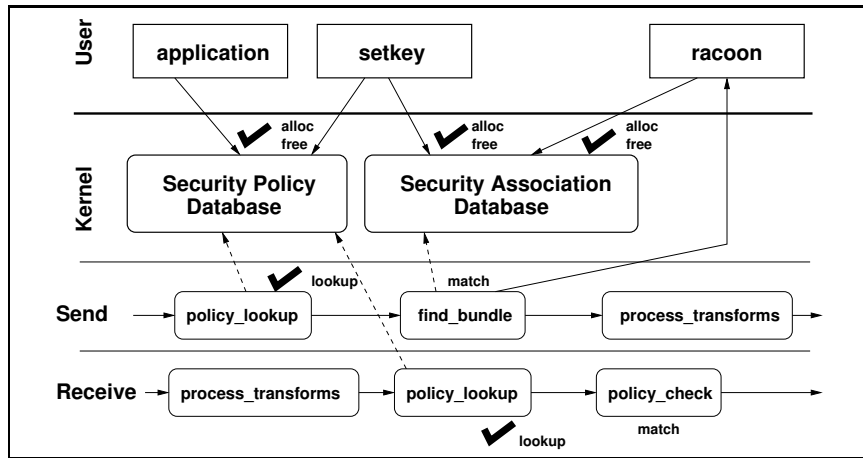 User
application
setkey
racoon
alloc
free
alloc
free
alloc
free
Kernel
Security Policy
Database
Security Association
Database
lookup
match
Send
policy_lookup
find_bundle
process_transforms
Receive
process_transforms
policy_lookup
policy_check
lookup
match